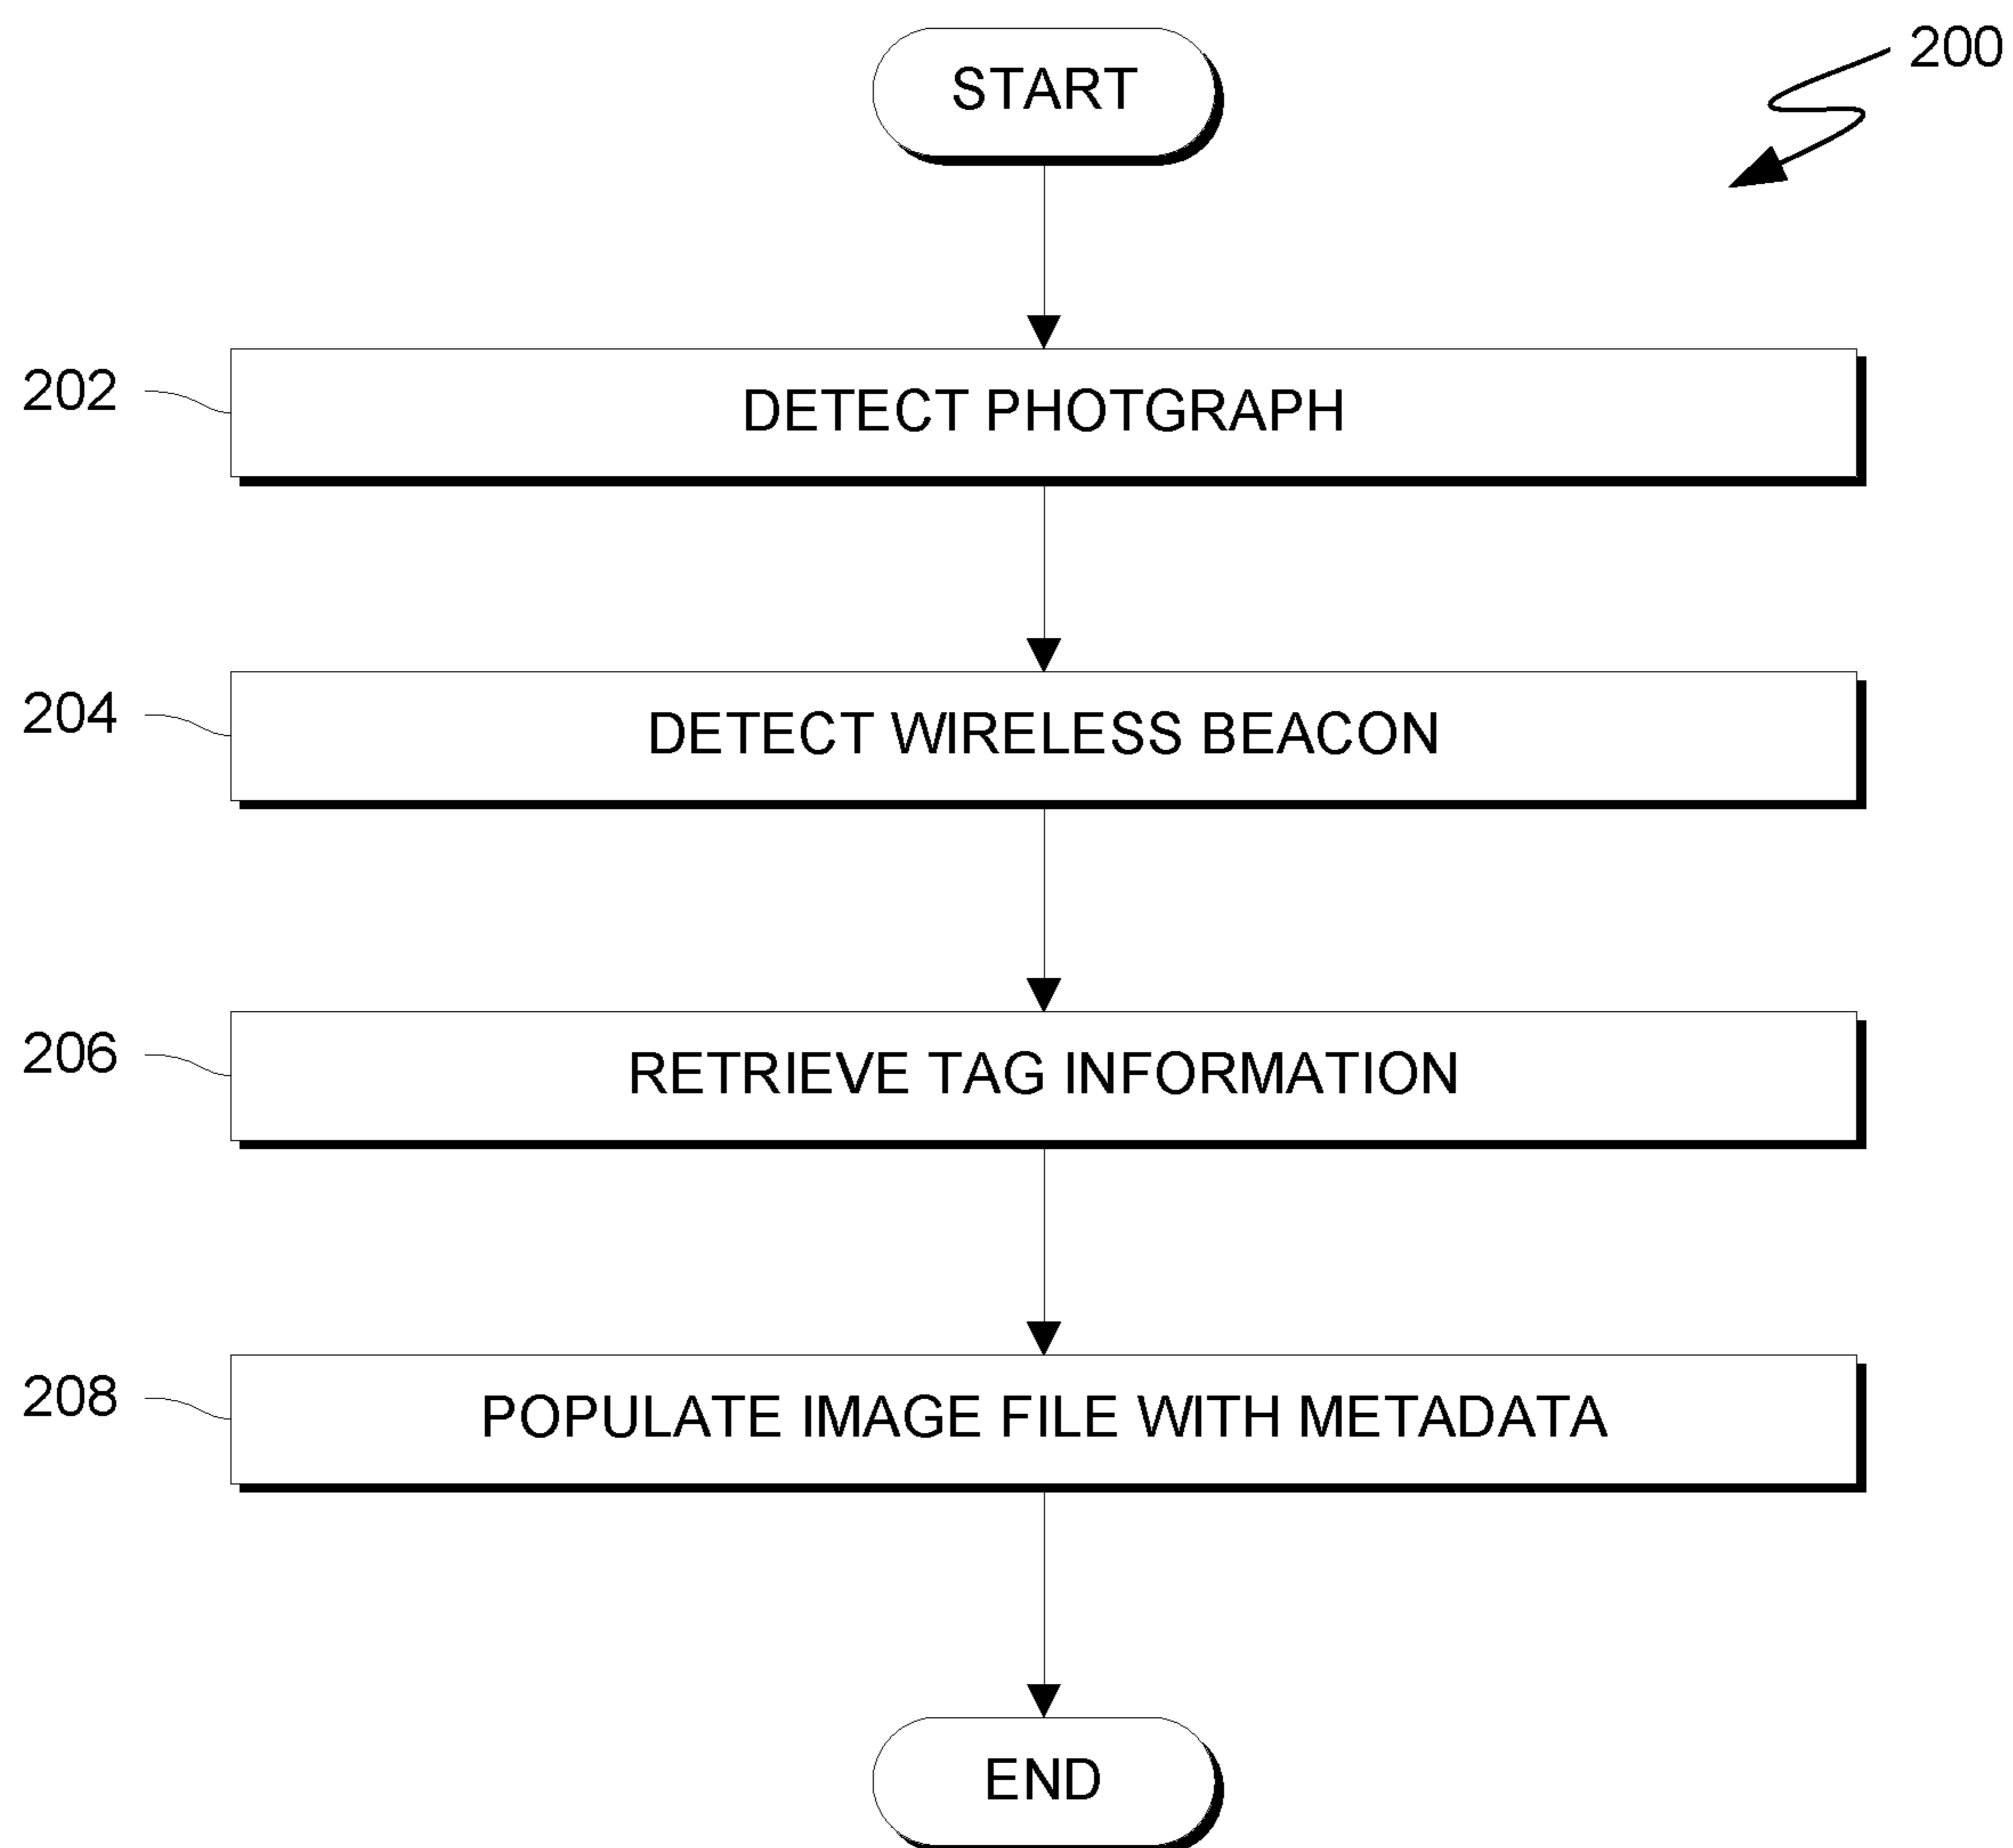 START
200
202
DETECT PHOTGRAPH
204
DETECT WIRELESS BEACON
206
RETRIEVE TAG INFORMATION
208
POPULATE IMAGE FILE WITH METADATA
END